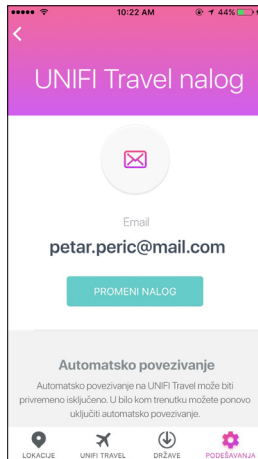 10:22 AM 44%
UNIFI Travel nalog
Email
petar.peric@mail.com
PROMENI NALOG
Automatsko povezivanje
Automatsko povezivanje na UNIFI Travel može biti
privremeno isključeno. U bilo kom trenutku možete ponovo
uključiti automatsko povezivanje.
LOKACIJE UNIFI TRAVEL DRŽAVE PODEŠAVANJA